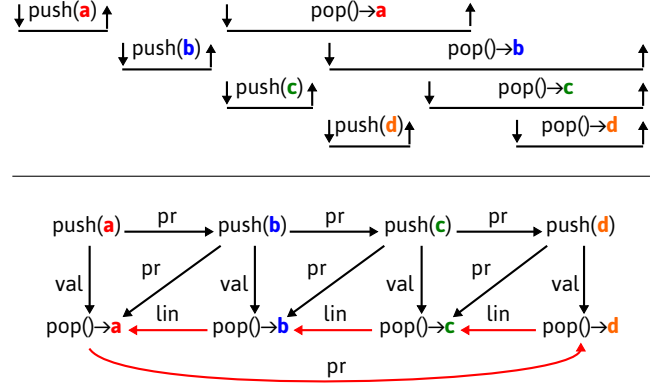 push(a) pop()→a
push(b) pop()→b
push(c) pop()→c
push(d) pop()→d
push(a) pr push(b) pr push(c) pr push(d)
val pr val pr val pr val
pop()→a lin pop()→b lin pop()→c lin pop()→d
pr